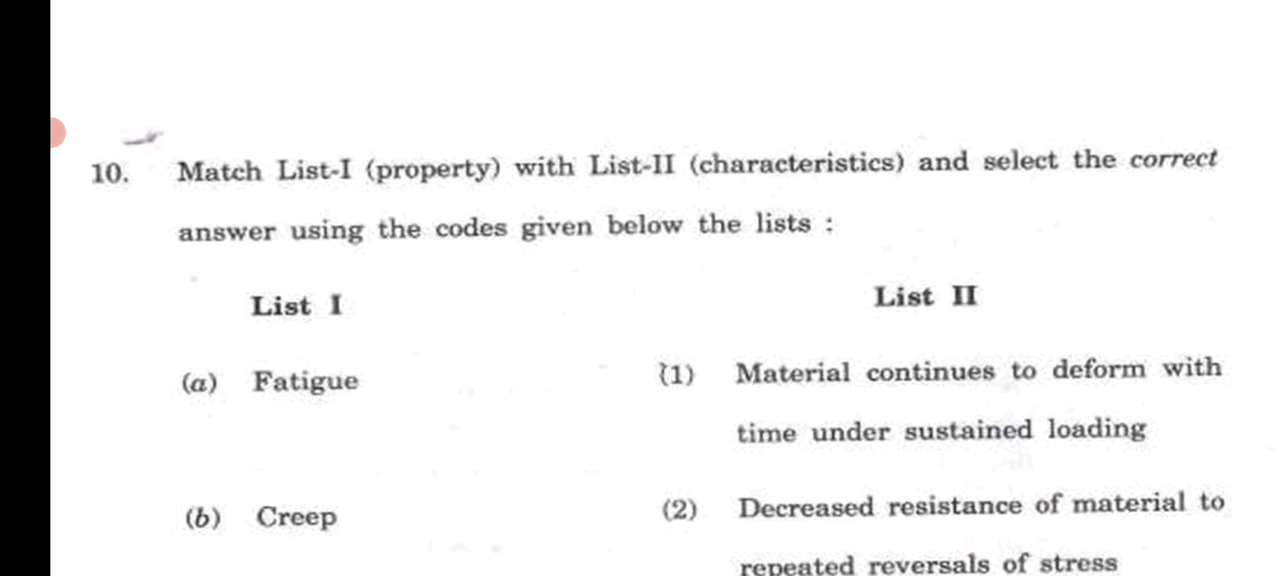 10. Match List-I (property) with List-II (characteristics) and select the correct
answer using the codes given below the lists :
List I List II
(a) Fatigue (1) Material continues to deform with
time under sustained loading
(b) Creep (2) Decreased resistance of material to
repeated reversals of stress